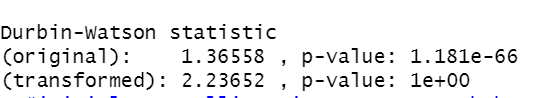 Durbin-Watson statistic
(original): 1.36558 , p-value: 1.181e-66
(transformed): 2.23652 , p-value: 1e+00